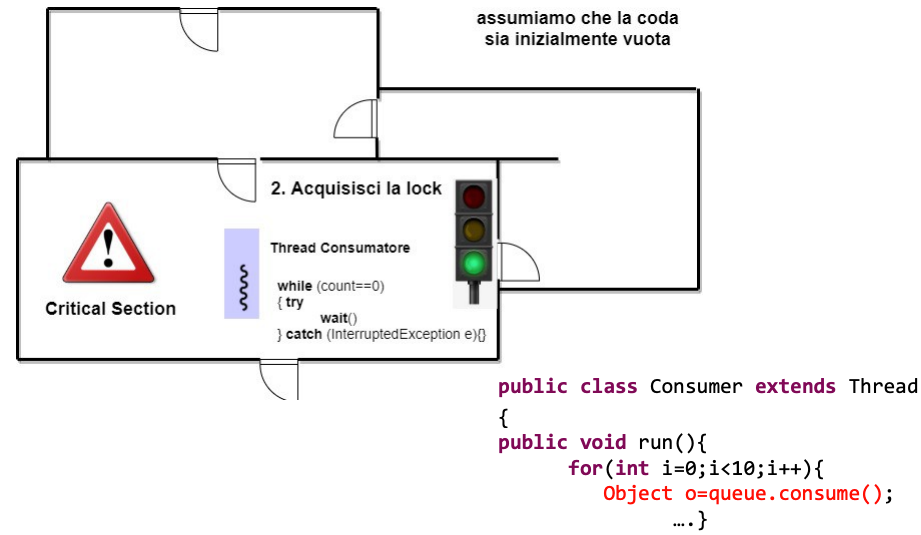 assumiamo che la coda
sia inizialmente vuota
2. Acquisisci la lock
Thread Consumatore
while (count==0)
{ try
wait()
} catch (InterruptedException e){}
Critical Section
public class Consumer extends Thread
{
public void run(){
for(int i=0;i<10;i++){
Object o=queue.consume();
….}